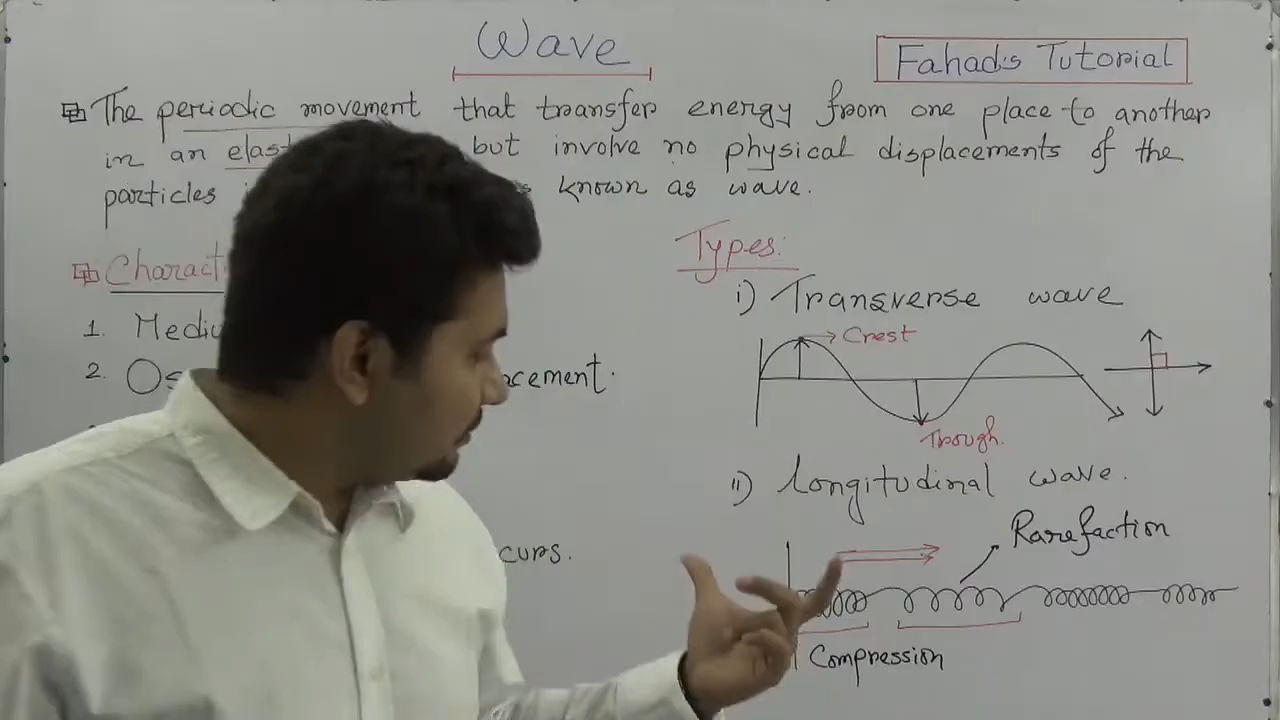 Wave
Fahad's Tutorial
The periodic movement that transfer energy from one place to another
in an elast but involve no physical displacements of the
particles known as wave.
Charact
1. Mediu
2. Os cement.
curs.
Types:
i) Transverse wave
Crest
Trough.
ii) Longitudinal wave.
Rarefaction
Compression